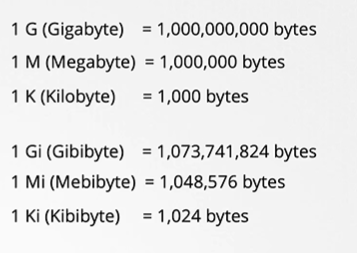 1 G (Gigabyte) = 1,000,000,000 bytes
1 M (Megabyte) = 1,000,000 bytes
1 K (Kilobyte) = 1,000 bytes
1 Gi (Gibibyte) = 1,073,741,824 bytes
1 Mi (Mebibyte) = 1,048,576 bytes
1 Ki (Kibibyte) = 1,024 bytes